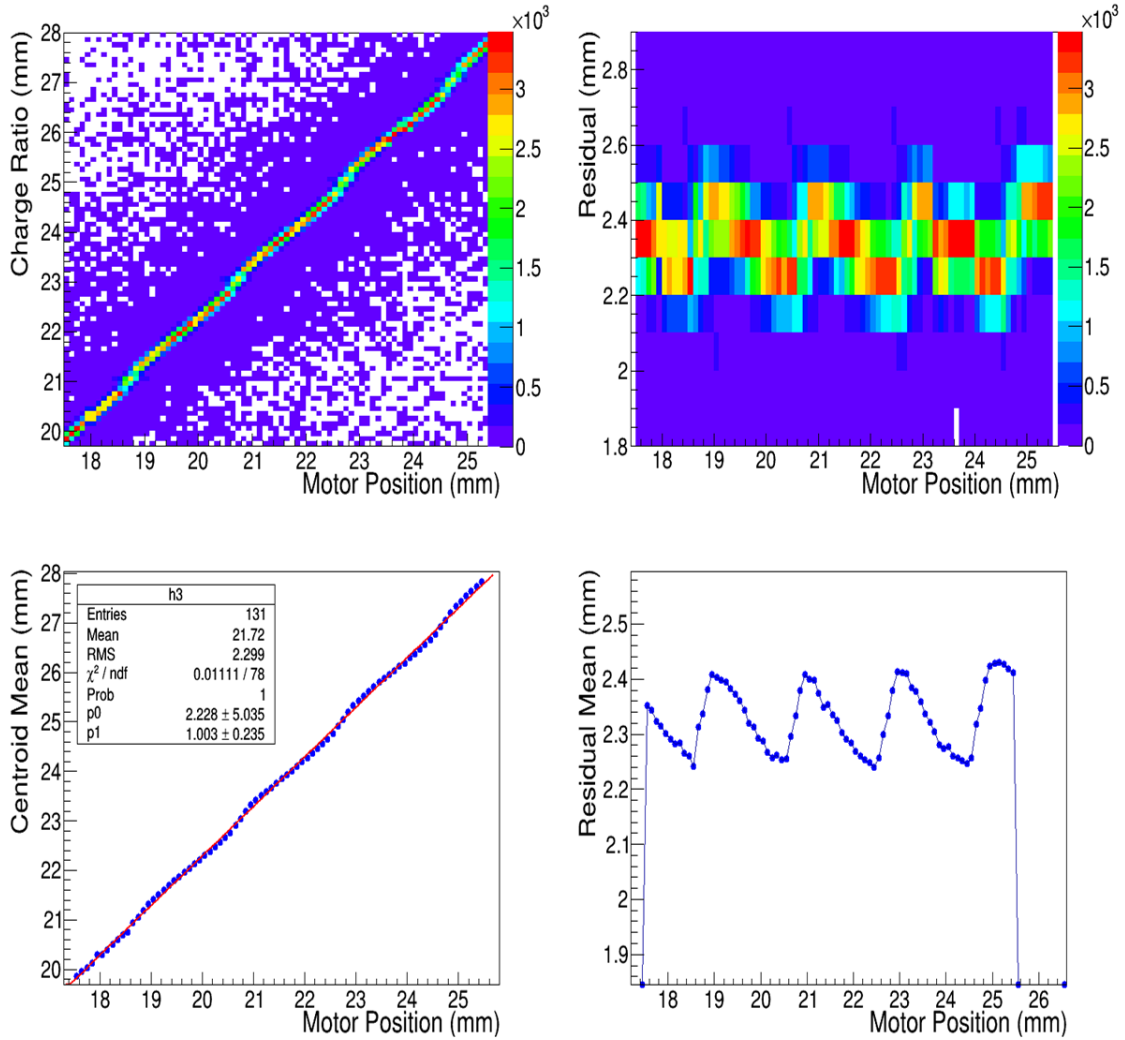 ×10³
Charge Ratio (mm)
28
27
26
25
24
23
22
21
20
18 19 20 21 22 23 24 25
Motor Position (mm)
3
2.5
2
1.5
1
0.5
0
×10³
Residual (mm)
2.8
2.6
2.4
2.2
2
1.8
18 19 20 21 22 23 24 25
Motor Position (mm)
3
2.5
2
1.5
1
0.5
0
Centroid Mean (mm)
28
27
26
25
24
23
22
21
20
h3
Entries 131
Mean 21.72
RMS 2.299
χ² / ndf 0.01111 / 78
Prob 1
p0 2.228 ± 5.035
p1 1.003 ± 0.235
18 19 20 21 22 23 24 25
Motor Position (mm)
Residual Mean (mm)
2.5
2.4
2.3
2.2
2.1
2
1.9
18 19 20 21 22 23 24 25 26
Motor Position (mm)